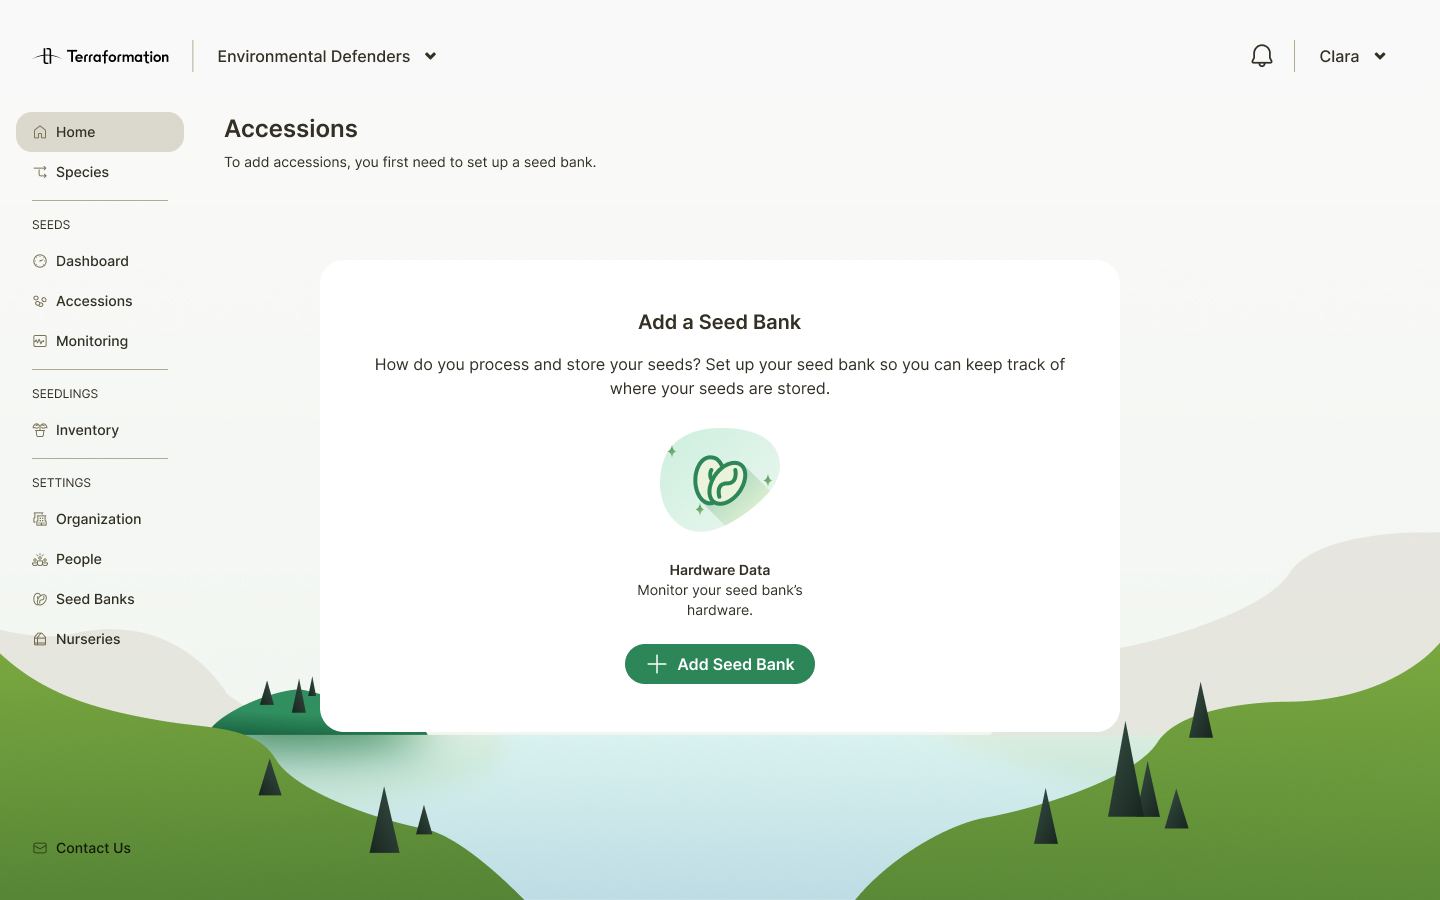 Terraformation
Environmental Defenders
Clara
Home
Species
SEEDS
Dashboard
Accessions
Monitoring
SEEDLINGS
Inventory
SETTINGS
Organization
People
Seed Banks
Nurseries
Contact Us
Accessions
To add accessions, you first need to set up a seed bank.
Add a Seed Bank
How do you process and store your seeds? Set up your seed bank so you can keep track of
where your seeds are stored.
Hardware Data
Monitor your seed bank’s
hardware.
Add Seed Bank